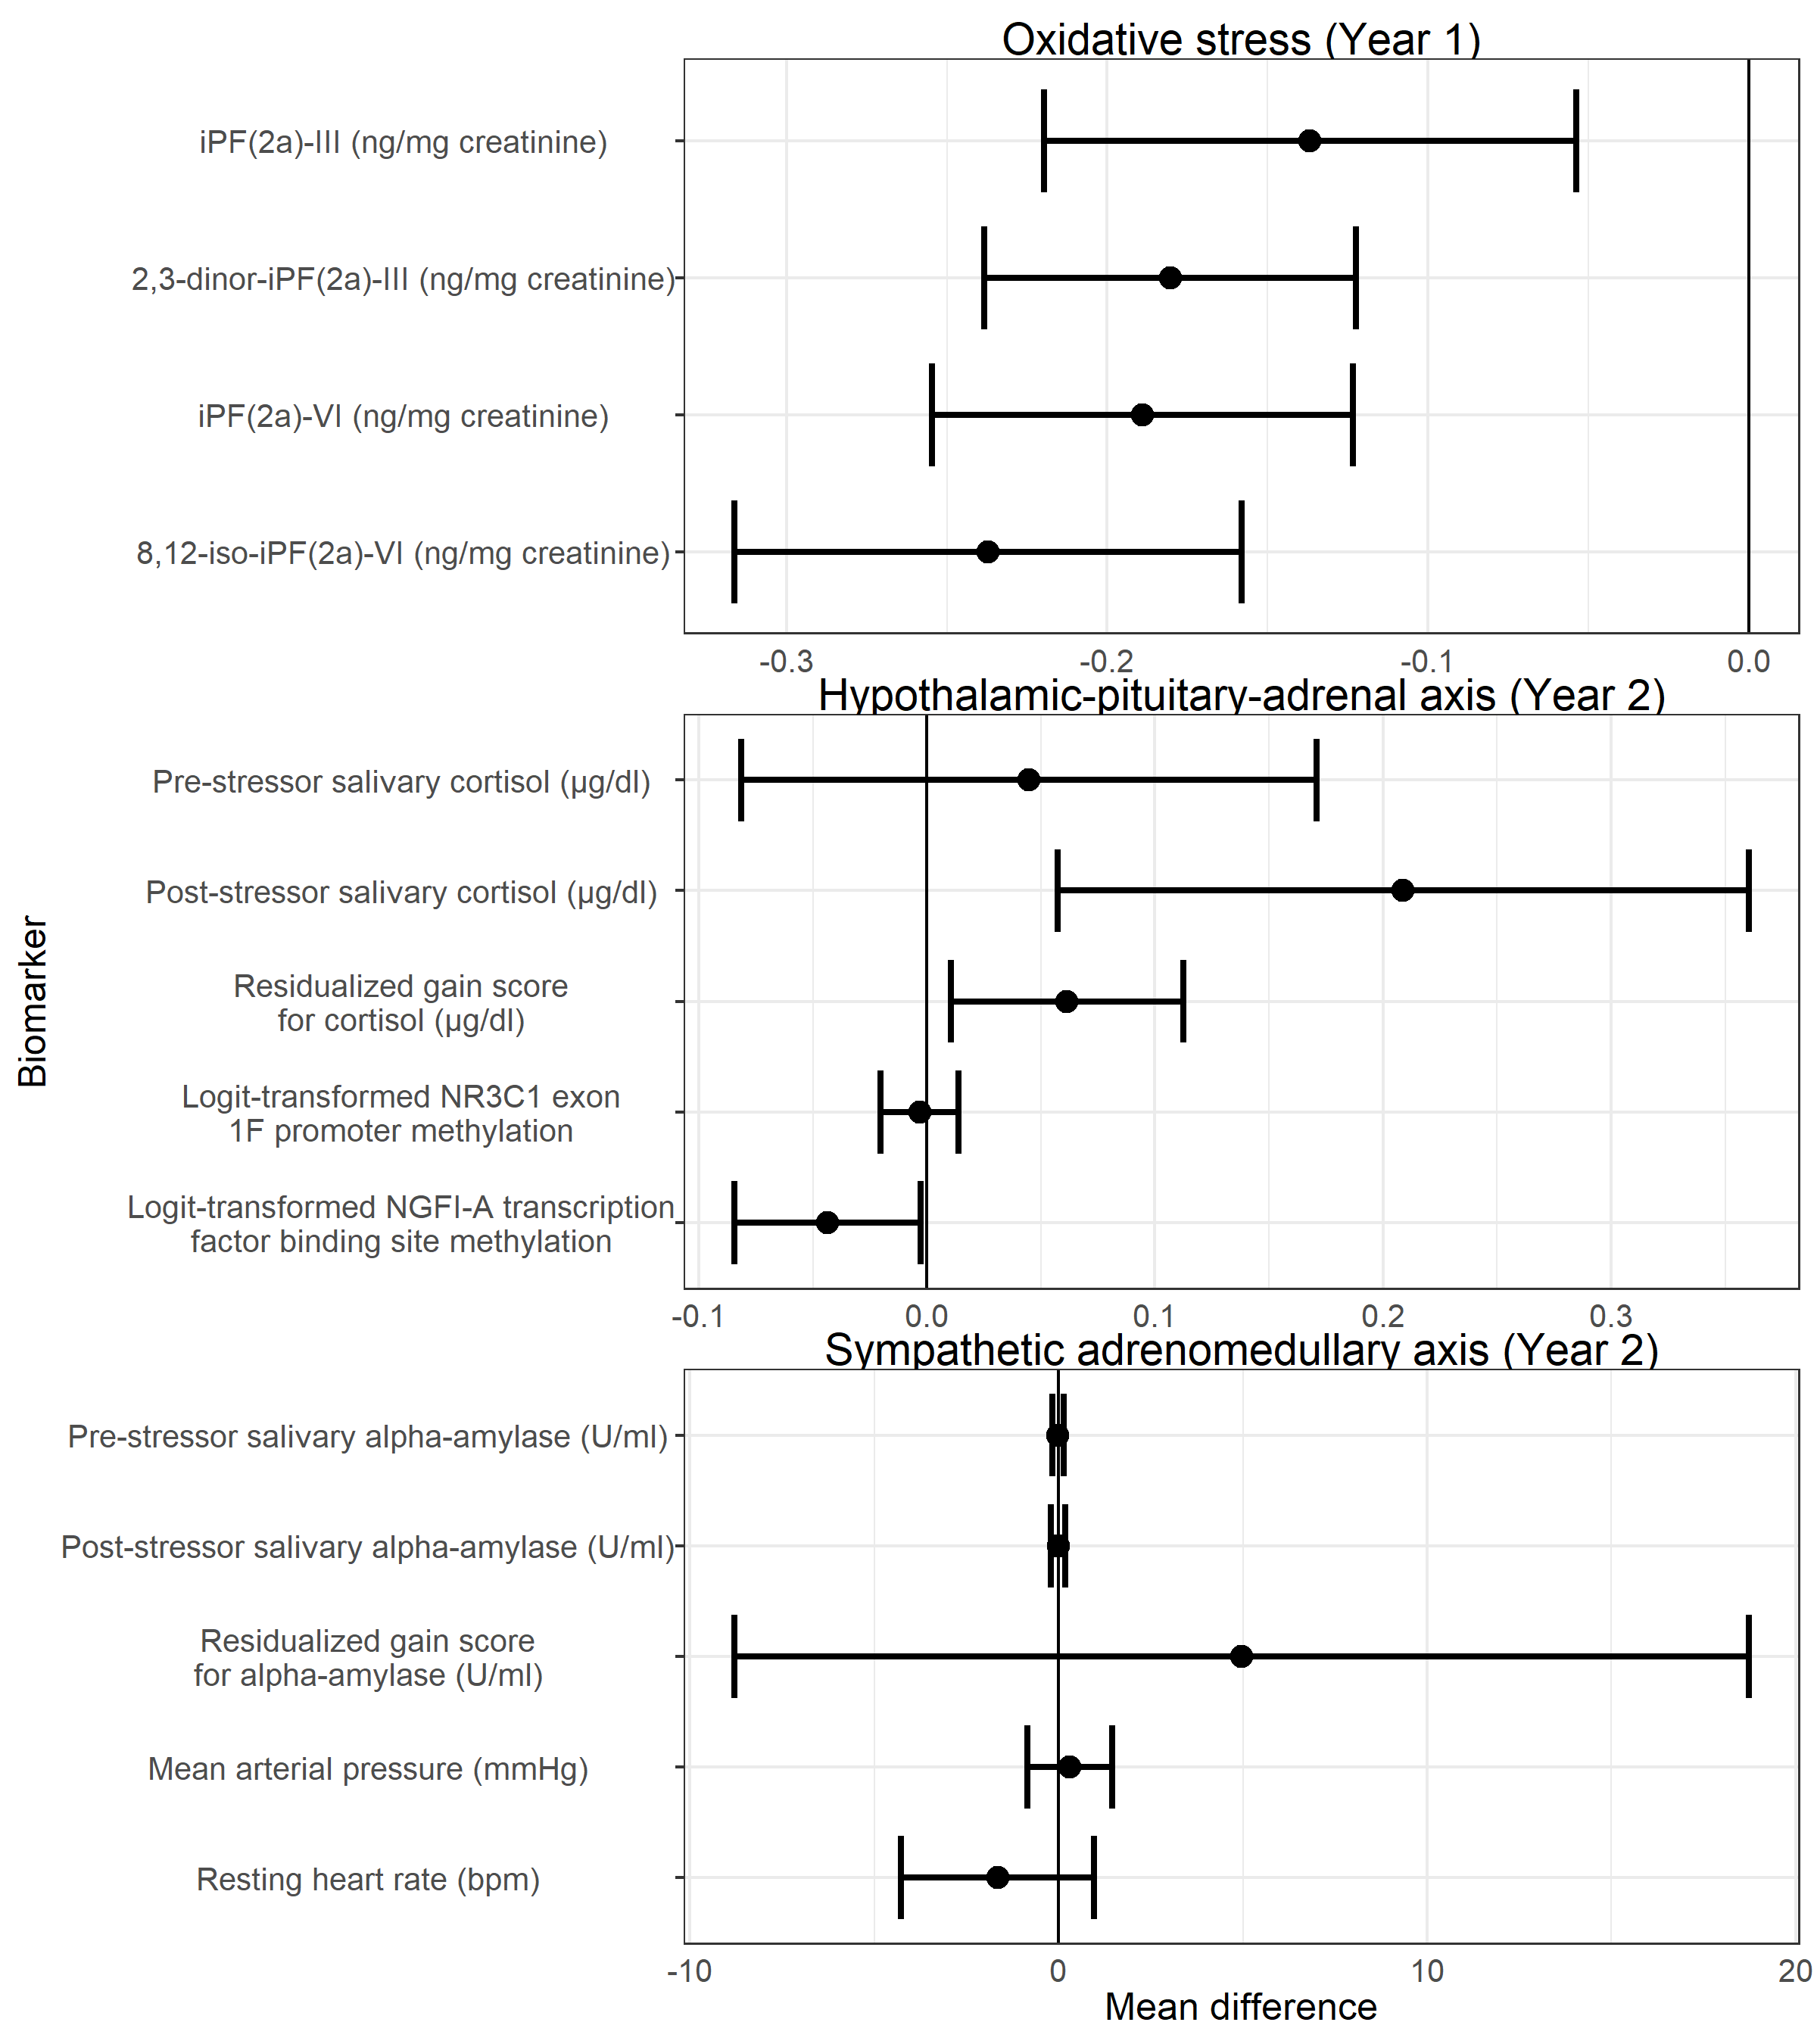 Oxidative stress (Year 1)
iPF(2a)-III (ng/mg creatinine)
2,3-dinor-iPF(2a)-III (ng/mg creatinine)
iPF(2a)-VI (ng/mg creatinine)
8,12-iso-iPF(2a)-VI (ng/mg creatinine)
-0.3 -0.2 -0.1 0.0
Hypothalamic-pituitary-adrenal axis (Year 2)
Pre-stressor salivary cortisol (µg/dl)
Post-stressor salivary cortisol (µg/dl)
Residualized gain score
for cortisol (µg/dl)
Logit-transformed NR3C1 exon
1F promoter methylation
Logit-transformed NGFI-A transcription
factor binding site methylation
-0.1 0.0 0.1 0.2 0.3
Biomarker
Sympathetic adrenomedullary axis (Year 2)
Pre-stressor salivary alpha-amylase (U/ml)
Post-stressor salivary alpha-amylase (U/ml)
Residualized gain score
for alpha-amylase (U/ml)
Mean arterial pressure (mmHg)
Resting heart rate (bpm)
-10 0 10 20
Mean difference